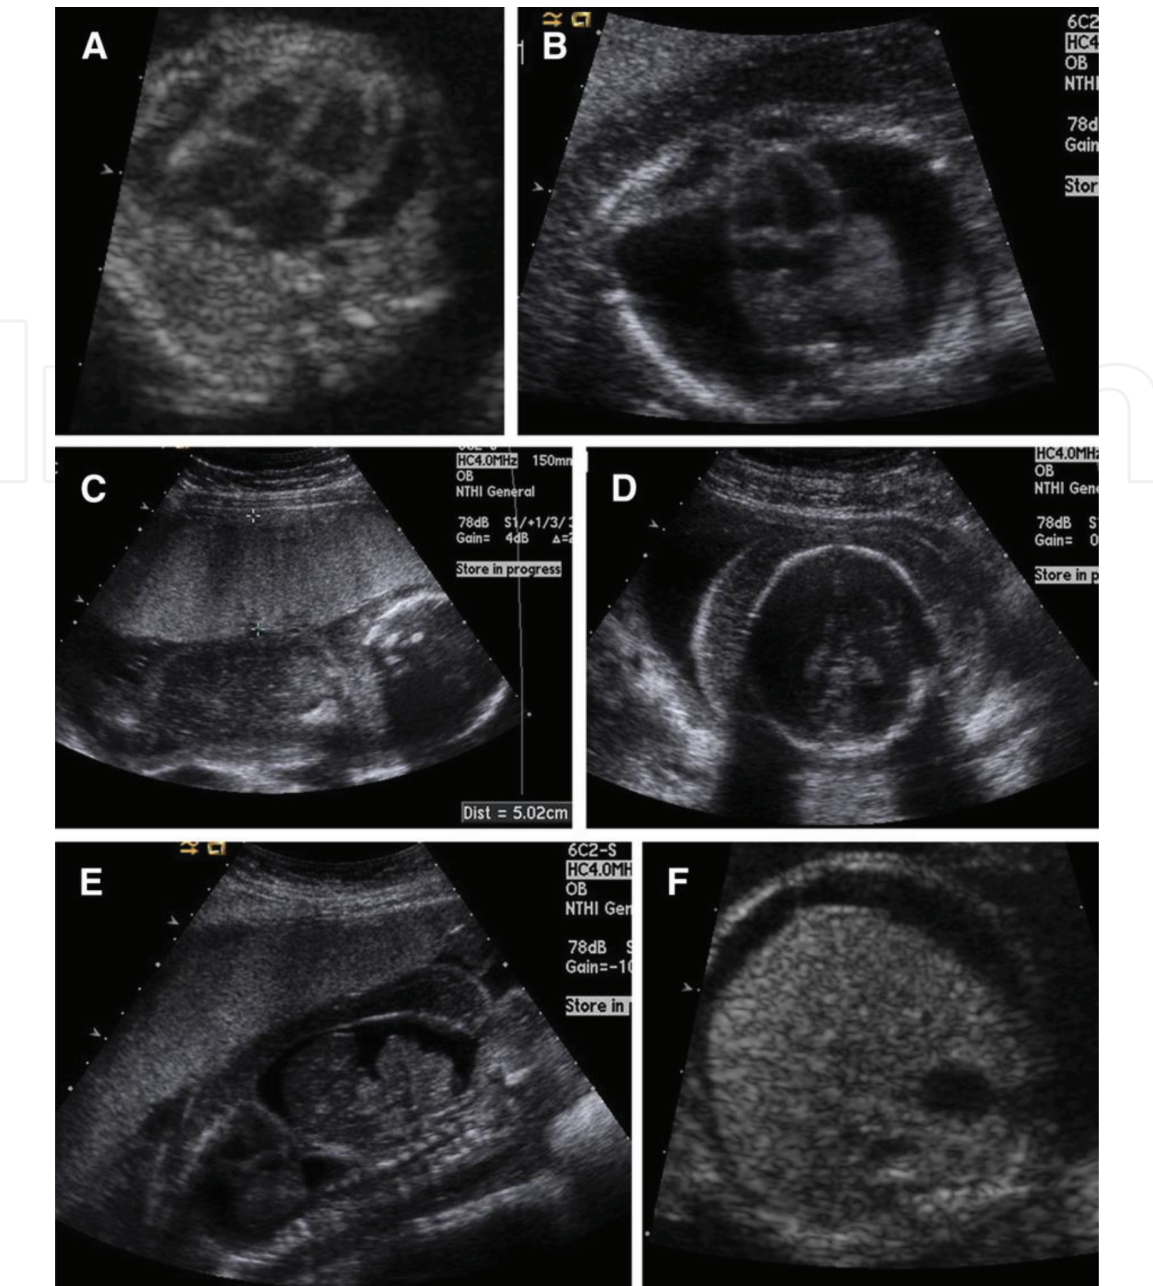 A
B
6C2
HC4
OB
NTHI
78d
Gain
Stor
C
HC4.0MHz 150mm
OB
NTHI General
78dB S1/+1/3/
Gain= 4dB Δ=2
Store in progress
Dist = 5.02cm
D
HC4.0MHz
OB
NTHI Gene
78dB S
Gain= 0
Store in p
E
6C2-S
HC4.0MH
OB
NTHI Gen
78dB S
Gain=-10
Store in
F